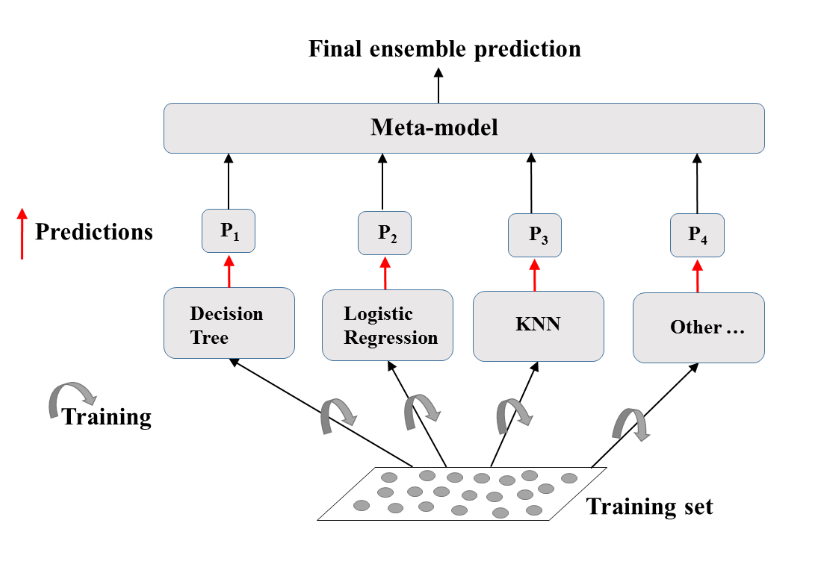 Final ensemble prediction
Meta-model
Predictions
P1
P2
P3
P4
Decision
Tree
Logistic
Regression
KNN
Other ...
Training
Training set